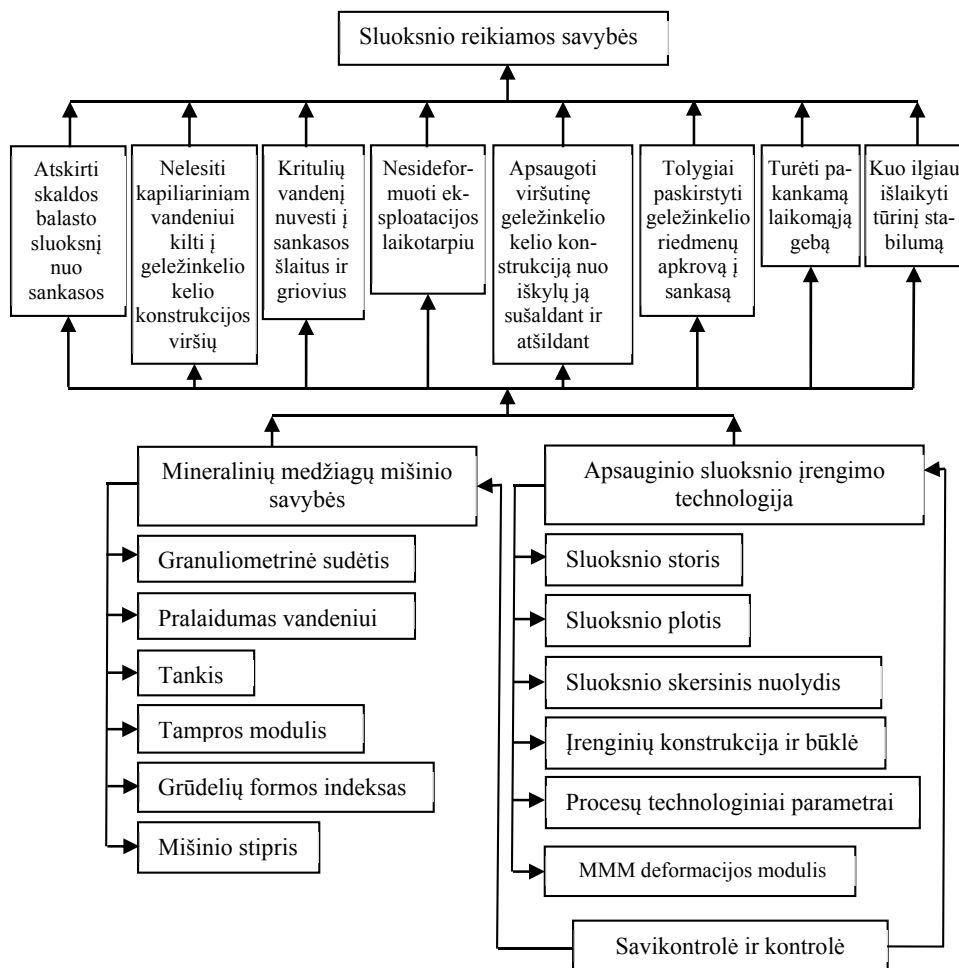 Sluoksnio reikiamos savybės
Atskirti
skaldos
balasto
sluoksnį
nuo
sankasos
Nelesiti
kapiliariniam
vandeniui
kilti į
geležinkelio
kelio
konstrukcijos
viršių
Kritulių
vandenį
nuvesti į
sankasos
šlaitus ir
griovius
Nesidefor-
muoti ek-
sploatacijos
laikotarpiu
Apsaugoti
viršutinę
geležinkelio
kelio kon-
strukciją nuo
iškylų ją
sušaldant ir
atšildant
Tolygiai
paskirstyti
geležinkelio
riedmenų
apkrovą į
sankasą
Turėti pa-
kankamą
laikomąją
gebą
Kuo ilgiau
išlaikyti
tūrinį sta-
bilumą
Mineralinių medžiagų mišinio
savybės
Granuliometrinė sudėtis
Pralaidumas vandeniui
Tankis
Tampros modulis
Grūdelių formos indeksas
Mišinio stipris
Apsauginio sluoksnio įrengimo
technologija
Sluoksnio storis
Sluoksnio plotis
Sluoksnio skersinis nuolydis
Įrenginių konstrukcija ir būklė
Procesų technologiniai parametrai
MMM deformacijos modulis
Savikontrolė ir kontrolė